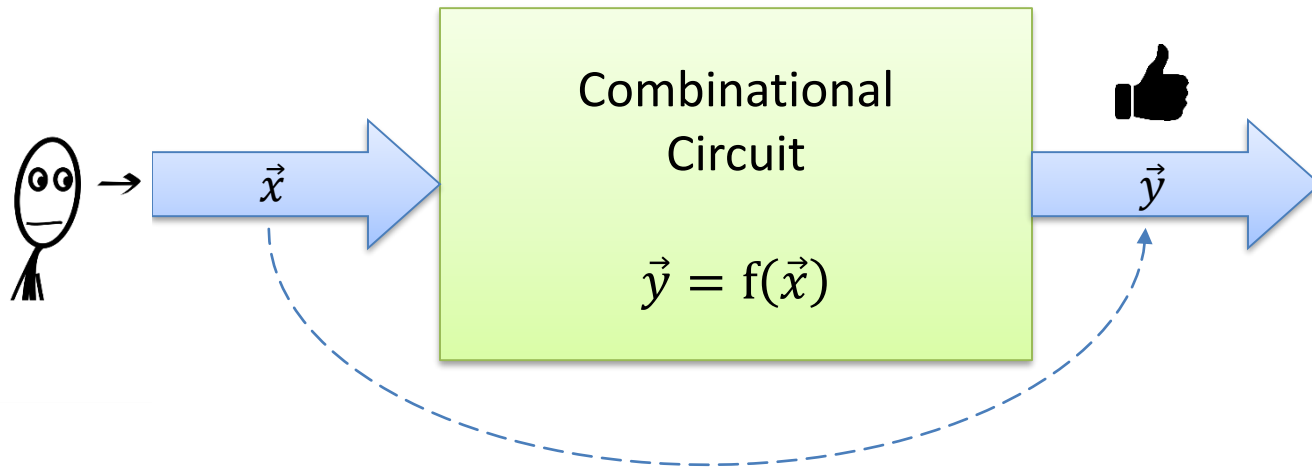 Combinational
Circuit
x⃗
y⃗
y⃗ = f(x⃗)